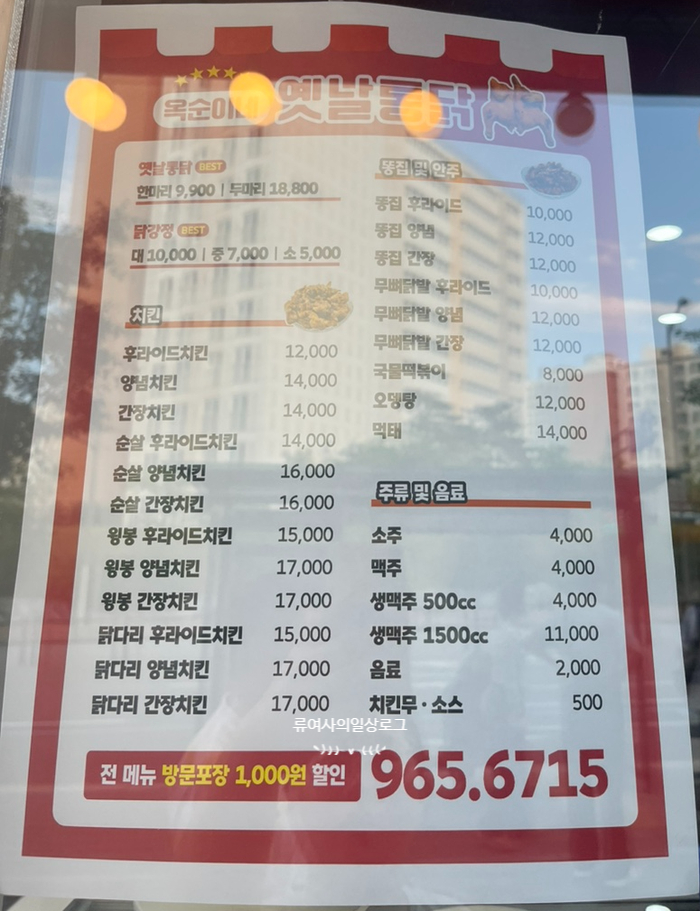 옥순이네 옛날통닭
옛날통닭 BEST
한마리 9,900 | 두마리 18,800
닭강정 BEST
대 10,000 | 중 7,000 | 소 5,000
치킨
후라이드치킨 12,000
양념치킨 14,000
간장치킨 14,000
순살 후라이드치킨 14,000
순살 양념치킨 16,000
순살 간장치킨 16,000
윙봉 후라이드치킨 15,000
윙봉 양념치킨 17,000
윙봉 간장치킨 17,000
닭다리 후라이드치킨 15,000
닭다리 양념치킨 17,000
닭다리 간장치킨 17,000
똥집 및 안주
똥집 후라이드 10,000
똥집 양념 12,000
똥집 간장 12,000
무뼈닭발 후라이드 10,000
무뼈닭발 양념 12,000
무뼈닭발 간장 12,000
국물떡볶이 8,000
오뎅탕 12,000
먹태 14,000
주류 및 음료
소주 4,000
맥주 4,000
생맥주 500cc 4,000
생맥주 1500cc 11,000
음료 2,000
치킨무·소스 500
류여사의일상로그
전 메뉴 방문포장 1,000원 할인
965.6715